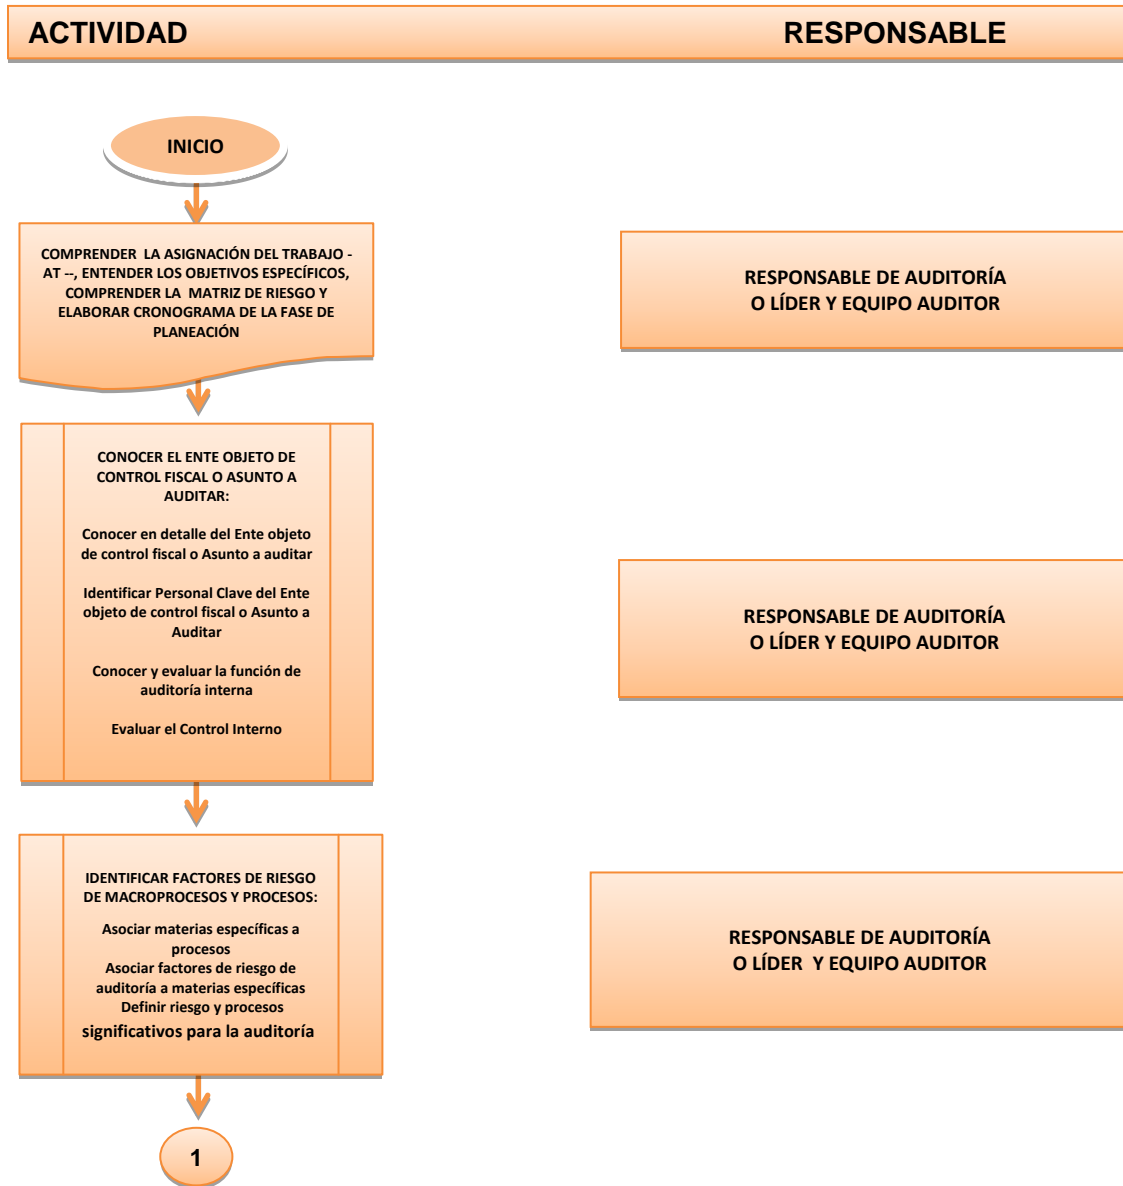 ACTIVIDAD RESPONSABLE
INICIO
COMPRENDER LA ASIGNACIÓN DEL TRABAJO -
AT --, ENTENDER LOS OBJETIVOS ESPECÍFICOS,
COMPRENDER LA MATRIZ DE RIESGO Y
ELABORAR CRONOGRAMA DE LA FASE DE
PLANEACIÓN
RESPONSABLE DE AUDITORÍA
O LÍDER Y EQUIPO AUDITOR
CONOCER EL ENTE OBJETO DE
CONTROL FISCAL O ASUNTO A
AUDITAR:
Conocer en detalle del Ente objeto
de control fiscal o Asunto a auditar
Identificar Personal Clave del Ente
objeto de control fiscal o Asunto a
Auditar
Conocer y evaluar la función de
auditoría interna
Evaluar el Control Interno
RESPONSABLE DE AUDITORÍA
O LÍDER Y EQUIPO AUDITOR
IDENTIFICAR FACTORES DE RIESGO
DE MACROPROCESOS Y PROCESOS:
Asociar materias específicas a
procesos
Asociar factores de riesgo de
auditoría a materias específicas
Definir riesgo y procesos
significativos para la auditoría
RESPONSABLE DE AUDITORÍA
O LÍDER Y EQUIPO AUDITOR
1